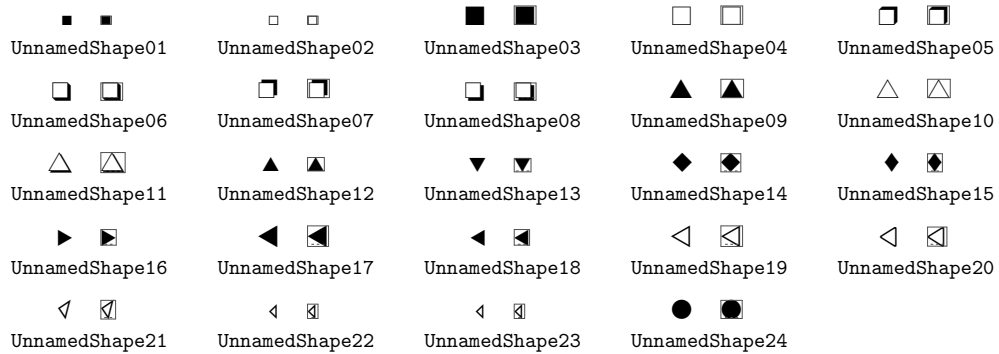 UnnamedShape01 UnnamedShape02 UnnamedShape03 UnnamedShape04 UnnamedShape05
UnnamedShape06 UnnamedShape07 UnnamedShape08 UnnamedShape09 UnnamedShape10
UnnamedShape11 UnnamedShape12 UnnamedShape13 UnnamedShape14 UnnamedShape15
UnnamedShape16 UnnamedShape17 UnnamedShape18 UnnamedShape19 UnnamedShape20
UnnamedShape21 UnnamedShape22 UnnamedShape23 UnnamedShape24